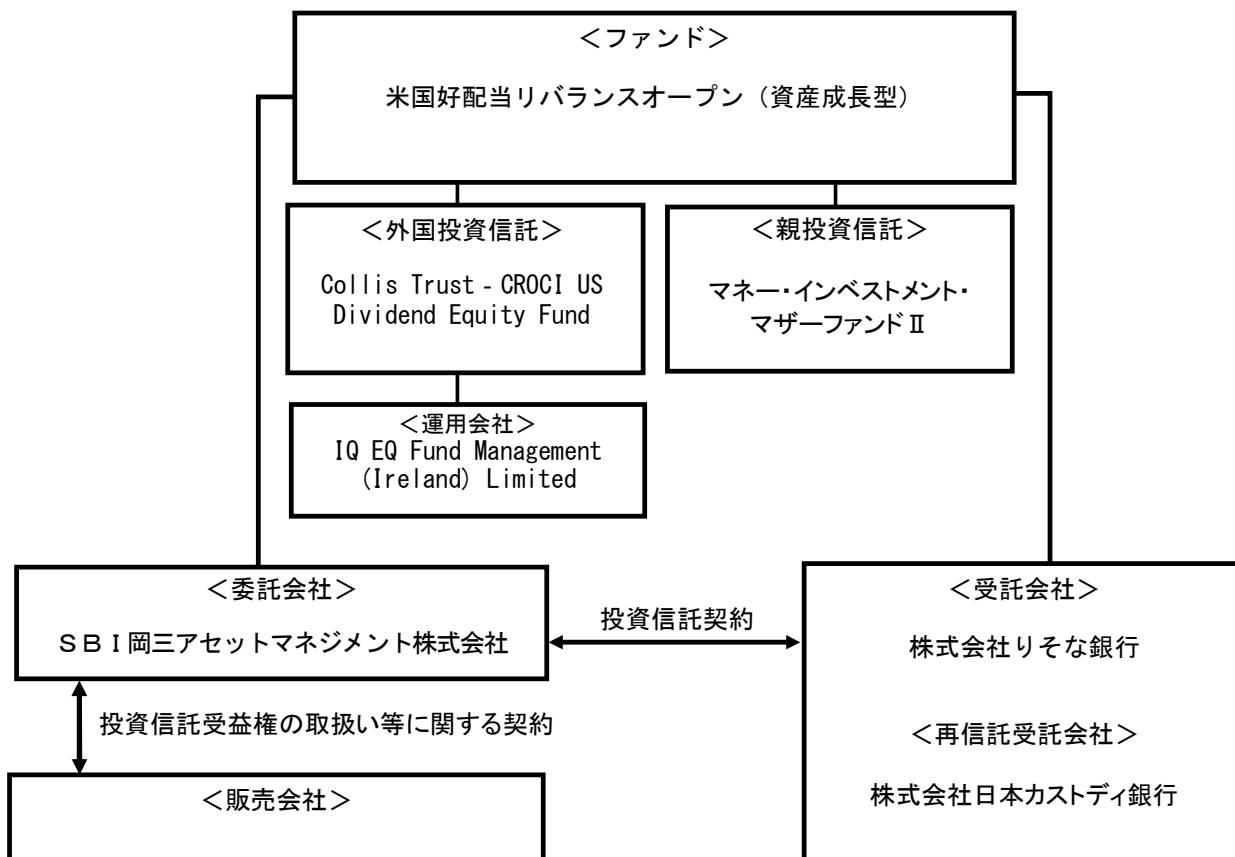 ＜ファンド＞
米国好配当リバランスオープン（資産成長型）
＜外国投資信託＞
Collis Trust - CROCI US
Dividend Equity Fund
＜親投資信託＞
マネー・インベストメント・
マザーファンドⅡ
＜運用会社＞
IQ EQ Fund Management
(Ireland) Limited
＜委託会社＞
ＳＢＩ岡三アセットマネジメント株式会社
投資信託契約
＜受託会社＞
株式会社りそな銀行
＜再信託受託会社＞
株式会社日本カストディ銀行
投資信託受益権の取扱い等に関する契約
＜販売会社＞